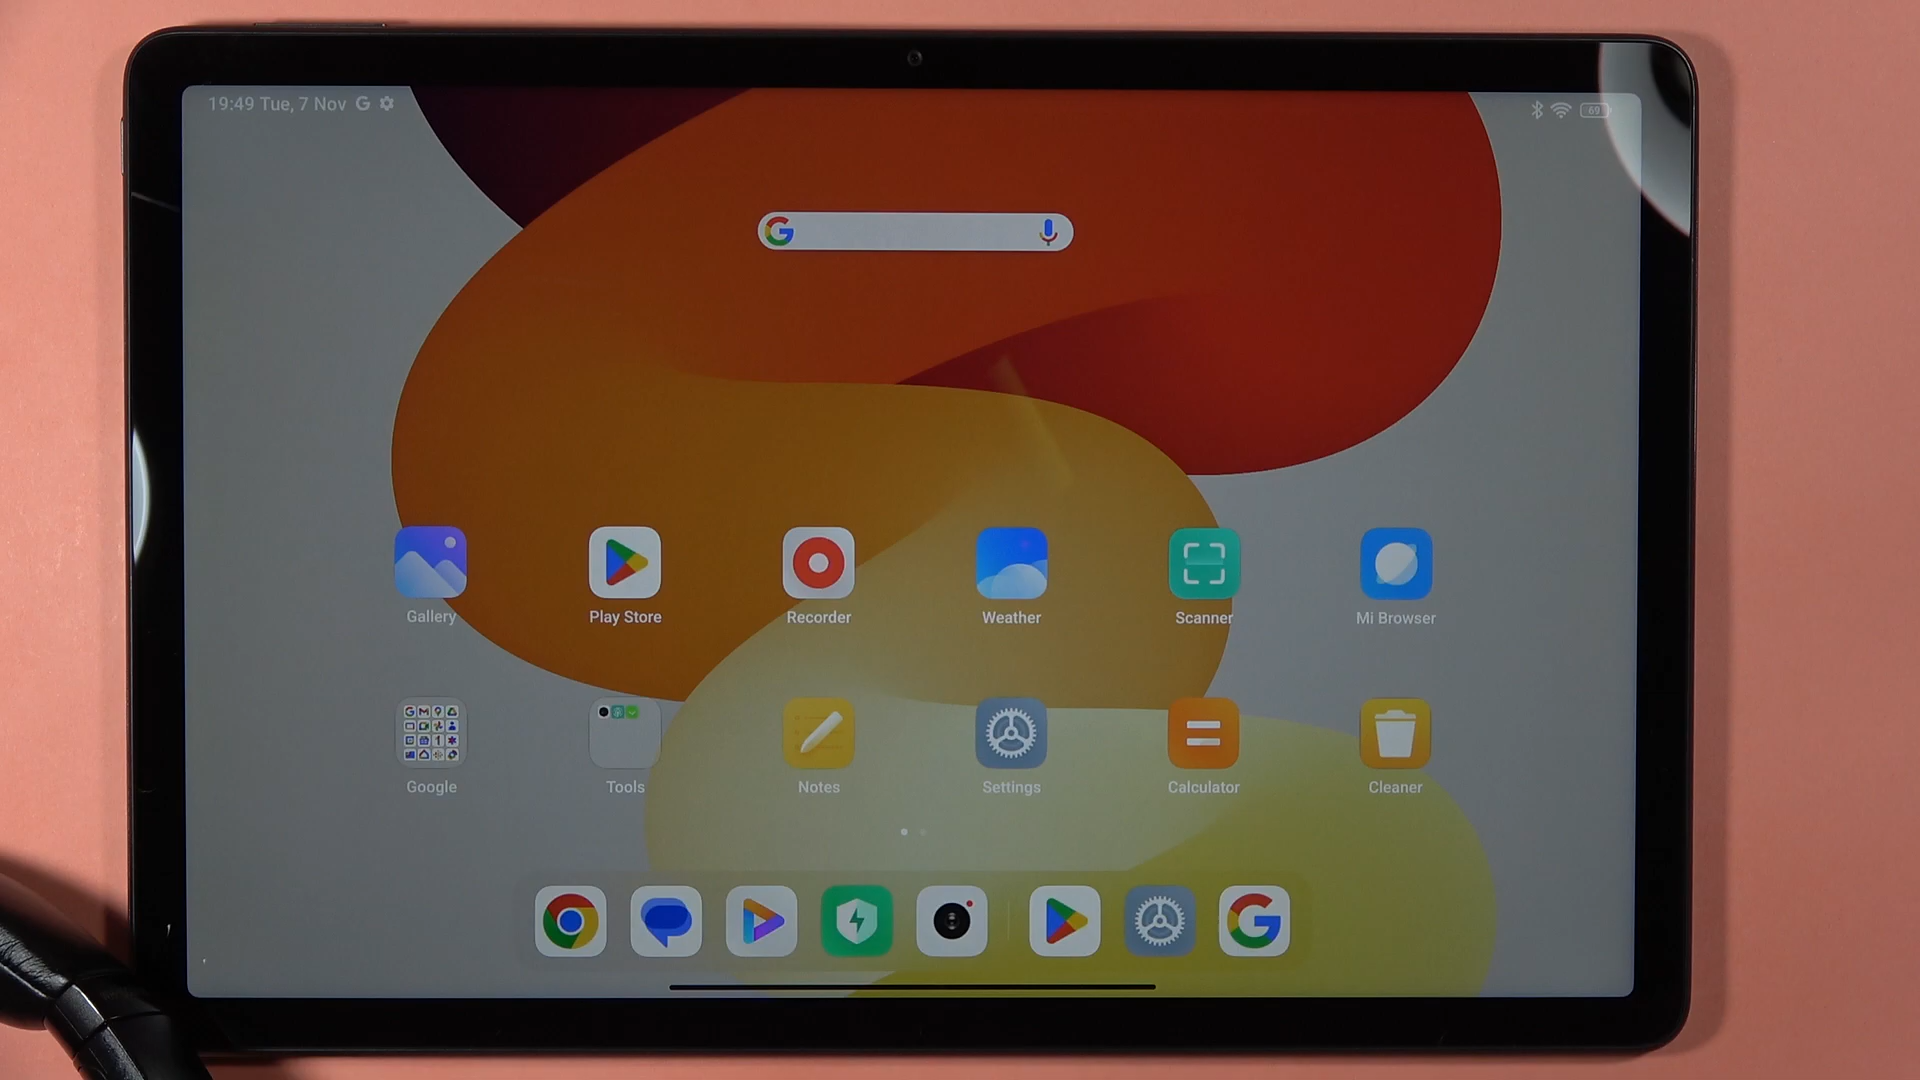 19:49 Tue, 7 Nov G
69
Gallery
Play Store
Recorder
Weather
Scanner
Mi Browser
Google
Tools
Notes
Settings
Calculator
Cleaner